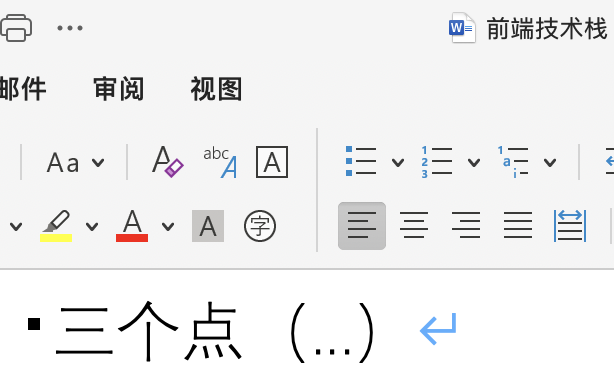 ··· W 前端技术栈
邮件 审阅 视图
Aa A abc A A 1 2 3 1 a i
A A 字
▪三个点（...）↵